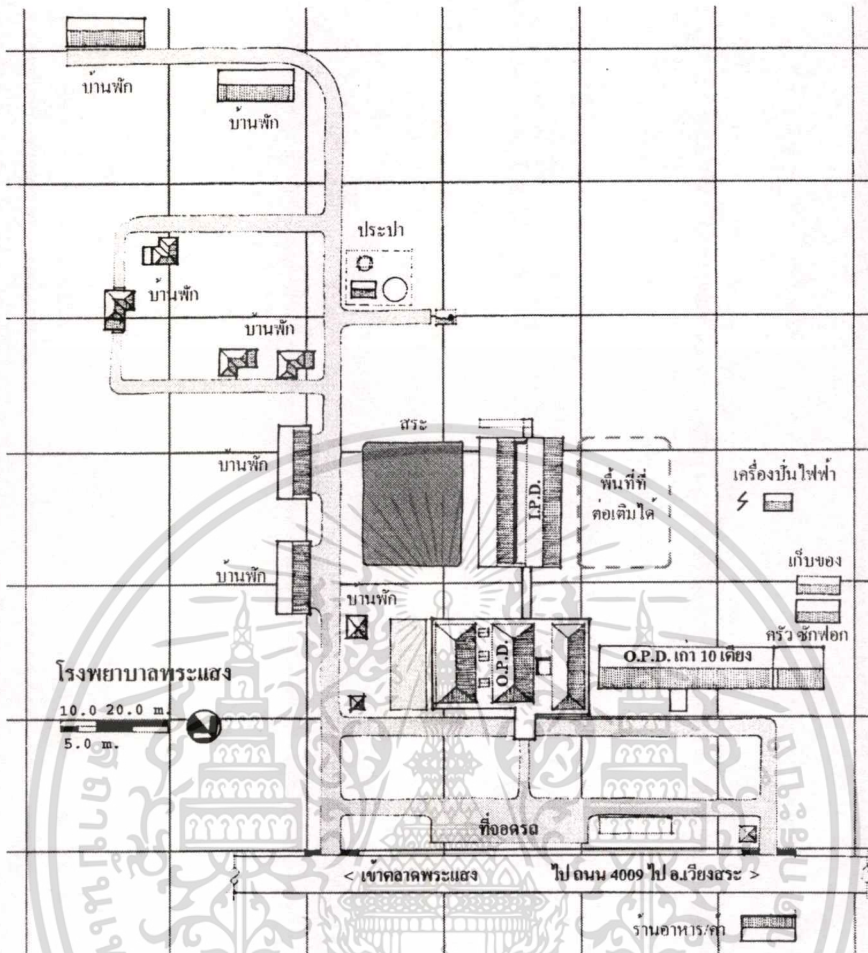 บ้านพัก
บ้านพัก
ประปา
บ้านพัก
บ้านพัก
สระ
บ้านพัก
I.P.D.
พื้นที่ที่
ต่อเติมได้
เครื่องปั่นไฟฟ้า
เก็บของ
บ้านพัก
บ้านพัก
ครัว ซักฟอก
O.P.D.
O.P.D. เก่า 10 เตียง
โรงพยาบาลพระแสง
10.0 20.0 m.
5.0 m.
ที่จอดรถ
< เข้าตลาดพระแสง
ไป ถนน 4009 ไป อ.เวียงสระ >
ร้านอาหาร/ค้า